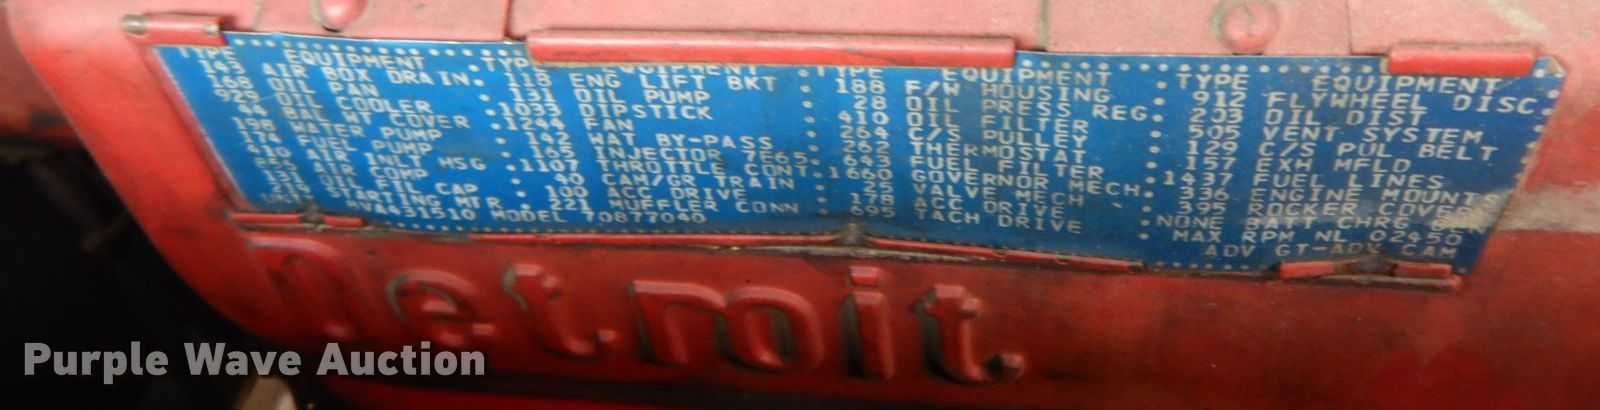 TYPE EQUIPMENT TYPE EQUIPMENT TYPE EQUIPMENT TYPE EQUIPMENT
145 AIR BOX DRAIN 118 ENG LIFT BKT 188 F/W HOUSING 912 FLYWHEEL DISC
168 OIL PAN 131 OIL PUMP 28 OIL PRESS REG. 203 OIL DIST
928 OIL COOLER 1033 DIPSTICK 410 OIL FILTER 505 VENT SYSTEM
44 BAL WT COVER 1244 FAN 264 C/S PULLEY 129 C/S PUL BELT
198 WATER PUMP 142 WAT BY-PASS 262 THERMOSTAT 157 EXH MFLD
174 FUEL PUMP INJECTOR 7E65 643 FUEL FILTER 1437 FUEL LINES
410 AIR INLT HSG 1167 THROTTLE CONT 1660 GOVERNOR MECH 336 ENGINE MOUNTS
AIR COMP 40 CAM/GR TRAIN 25 VALVE MECH 395 ROCKER COVER
AIR FIL CAP 100 ACC DRIVE 178 ACC DRIVE NONE BATT CHRG GEN
STARTING MTR 221 MUFFLER CONN 695 TACH DRIVE MAX RPM NL 02450
UNIT MODEL 70877040 ADV GT-ADV CAM
Detroit
Purple Wave Auction